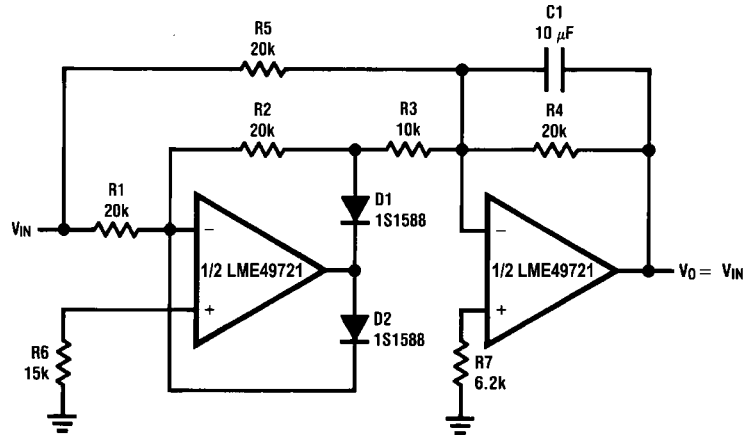 C1
10 μF
R5
20k
R2
20k
R3
10k
R4
20k
R1
20k
D1
1S1588
VIN
−
1/2 LME49721
+
−
1/2 LME49721
+
VO = VIN
D2
1S1588
R6
15k
R7
6.2k